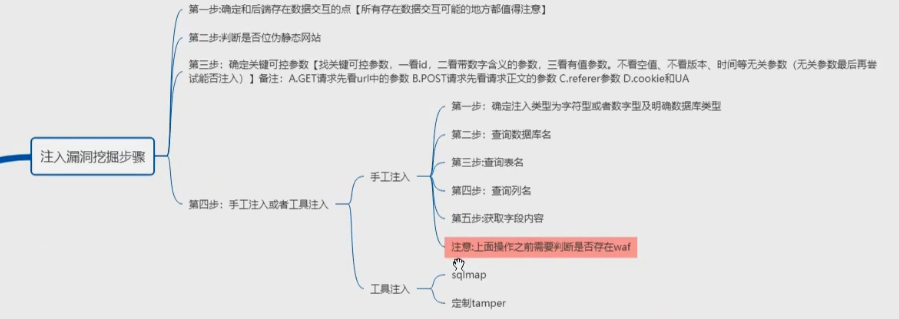 第一步:确定和后端存在数据交互的点【所有存在数据交互可能的地方都值得注意】
第二步:判断是否位伪静态网站
第三步：确定关键可控参数【找关键可控参数，一看id，二看带数字含义的参数，三看有值参数。不看空值、不看版本、时间等无关参数（无关参数最后再尝
试能否注入）】备注：A.GET请求先看url中的参数 B.POST请求先看请求正文的参数 C.referer参数 D.cookie和UA
注入漏洞挖掘步骤
第四步：手工注入或者工具注入
手工注入
第一步：确定注入类型为字符型或者数字型及明确数据库类型
第二步：查询数据库名
第三步:查询表名
第四步：查询列名
第五步:获取字段内容
注意:上面操作之前需要判断是否存在waf
工具注入
sqlmap
定制tamper